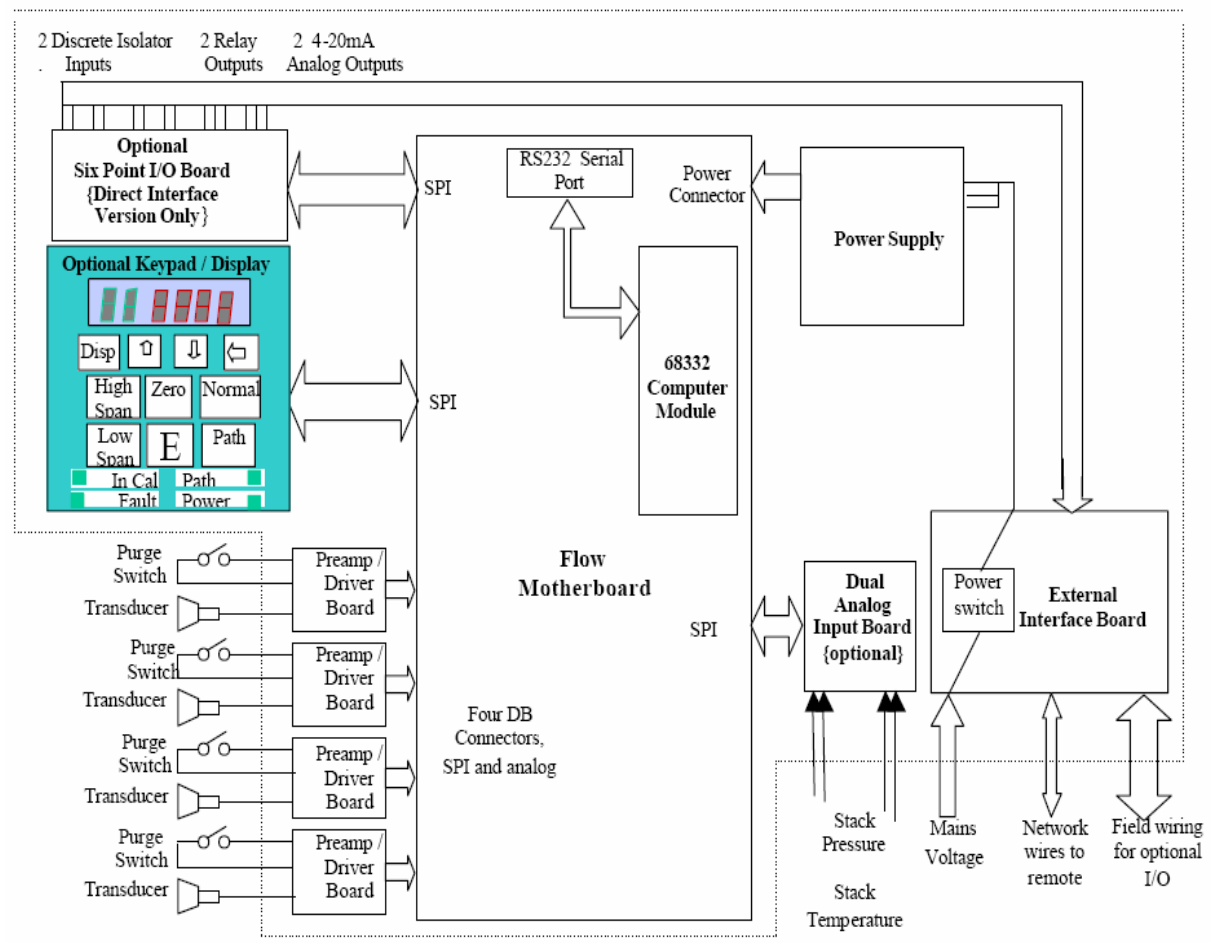 2 Discrete Isolator 2 Relay 2 4-20mA
. Inputs Outputs Analog Outputs
Optional
Six Point I/O Board
{Direct Interface
Version Only}
SPI
RS232 Serial
Port
Power
Connector
Power Supply
Optional Keypad / Display
Disp
High
Span
Zero
Normal
Low
Span
E
Path
In Cal
Path
Fault
Power
SPI
68332
Computer
Module
Flow
Motherboard
SPI
Four DB
Connectors,
SPI and analog
Purge
Switch
Transducer
Preamp /
Driver
Board
Purge
Switch
Transducer
Preamp /
Driver
Board
Purge
Switch
Transducer
Preamp /
Driver
Board
Purge
Switch
Transducer
Preamp /
Driver
Board
Dual
Analog
Input Board
{optional}
Power
switch
External
Interface Board
Stack
Pressure
Stack
Temperature
Mains
Voltage
Network
wires to
remote
Field wiring
for optional
I/O